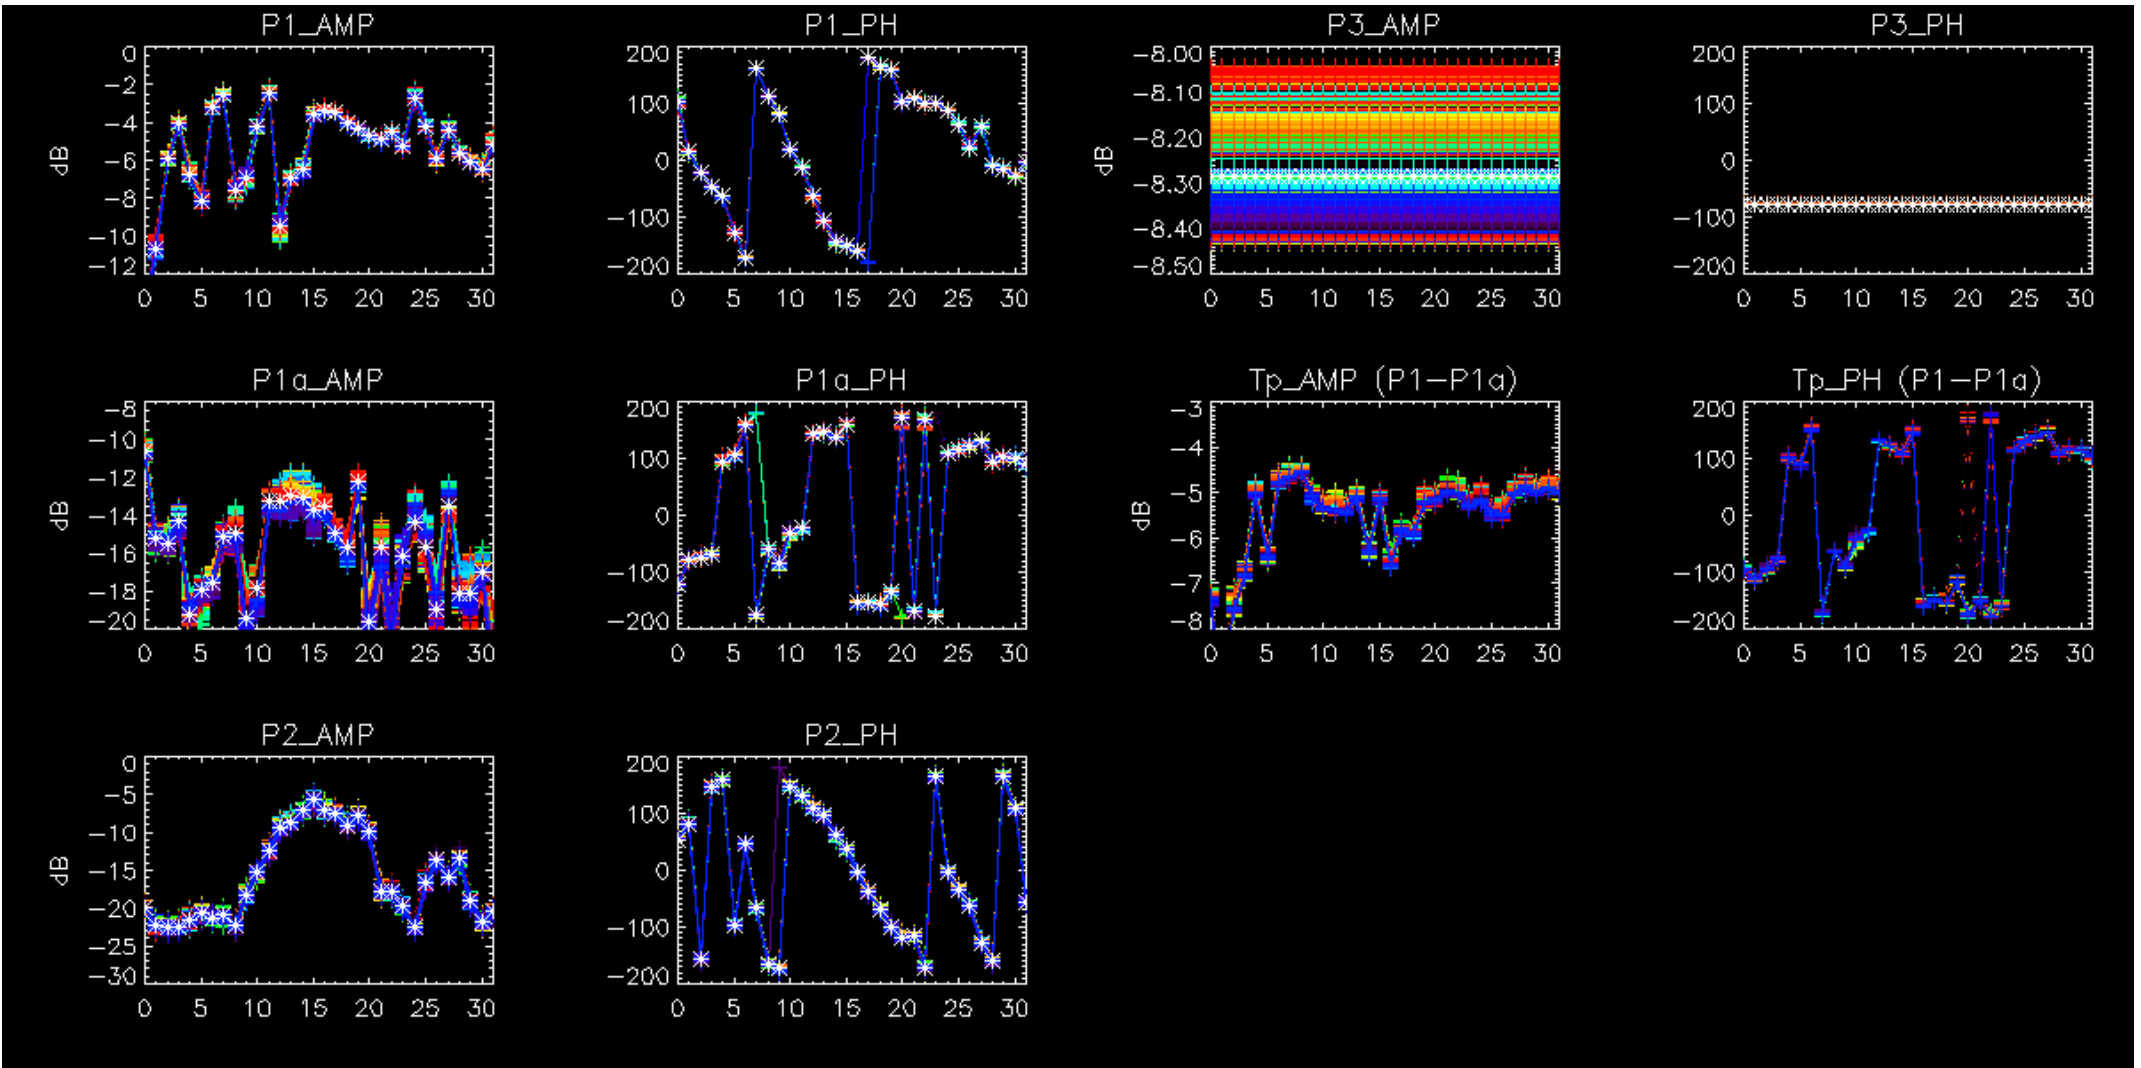 P1_AMP
0
−2
−4
−6
−8
−10
−12
dB
0 5 10 15 20 25 30
P1_PH
200
100
0
−100
−200
0 5 10 15 20 25 30
P3_AMP
−8.00
−8.10
−8.20
−8.30
−8.40
−8.50
dB
0 5 10 15 20 25 30
P3_PH
200
100
0
−100
−200
0 5 10 15 20 25 30
P1a_AMP
−8
−10
−12
−14
−16
−18
−20
dB
0 5 10 15 20 25 30
P1a_PH
200
100
0
−100
−200
0 5 10 15 20 25 30
Tp_AMP (P1−P1a)
−3
−4
−5
−6
−7
−8
dB
0 5 10 15 20 25 30
Tp_PH (P1−P1a)
200
100
0
−100
−200
0 5 10 15 20 25 30
P2_AMP
0
−5
−10
−15
−20
−25
−30
dB
0 5 10 15 20 25 30
P2_PH
200
100
0
−100
−200
0 5 10 15 20 25 30